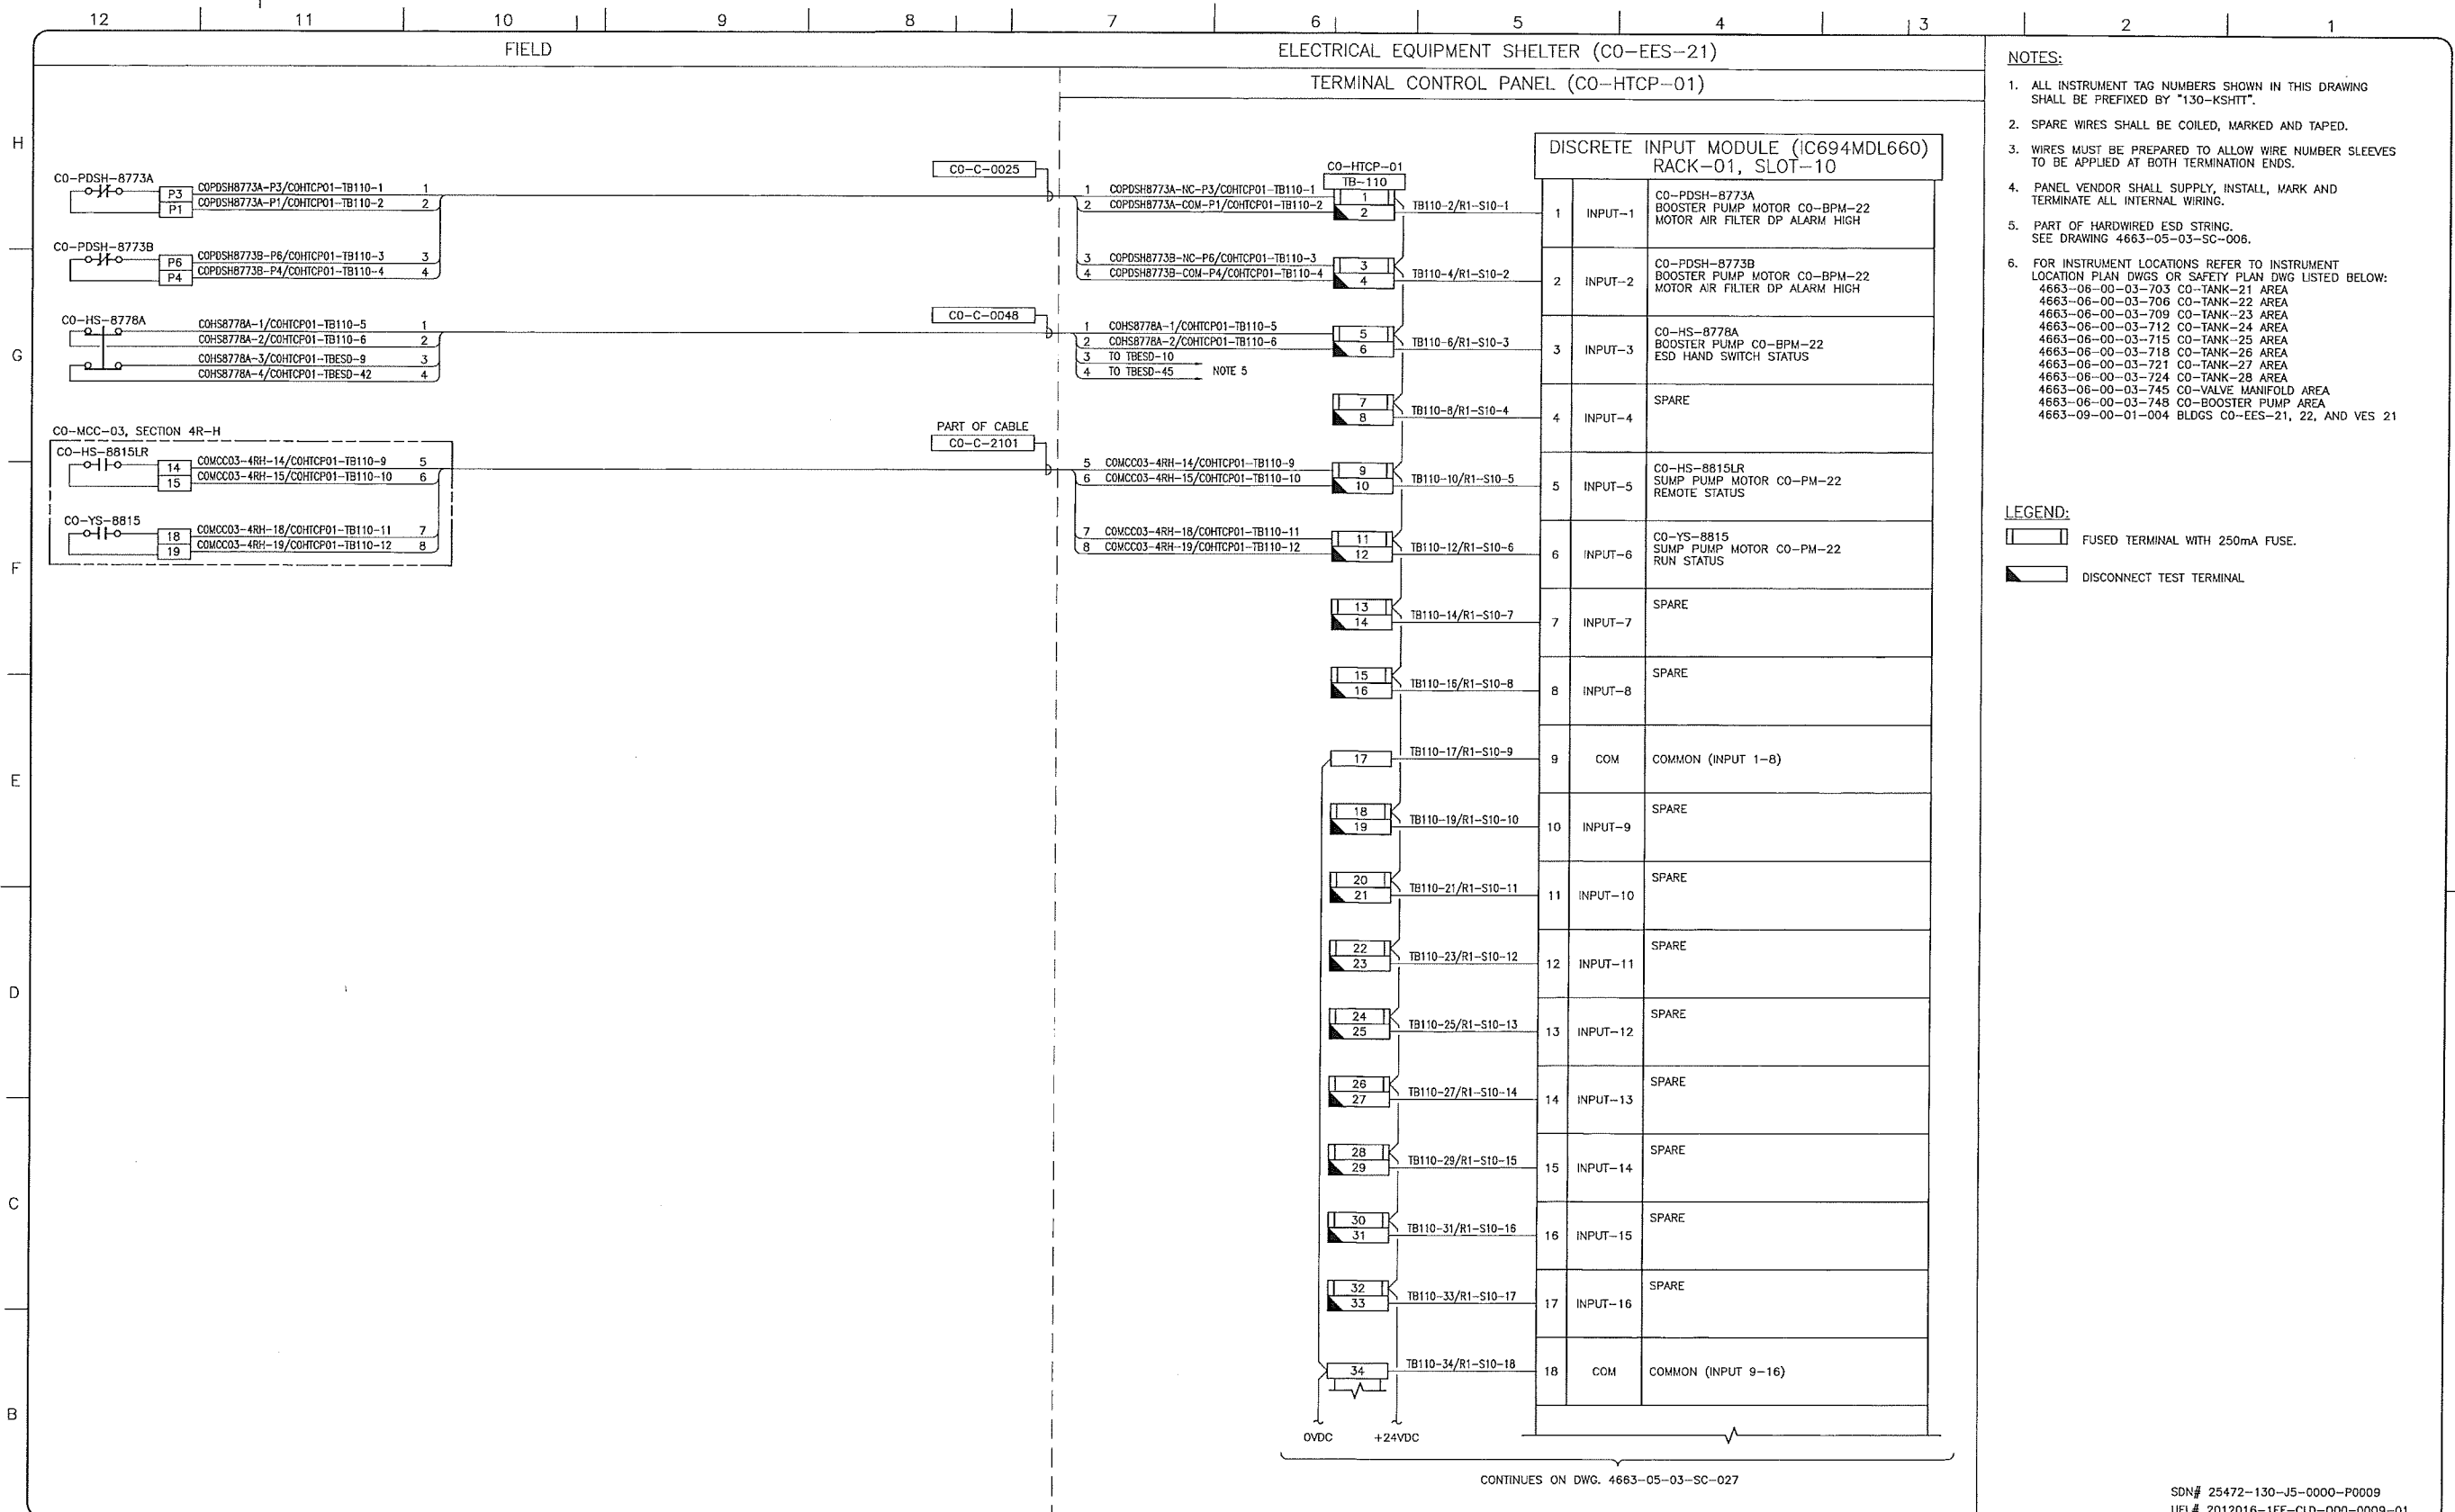 12 11 10 9 8 7 6 5 4 3 2 1
FIELD
ELECTRICAL EQUIPMENT SHELTER (CO-EES-21)
TERMINAL CONTROL PANEL (CO-HTCP-01)
H
G
F
E
D
C
B
CO-PDSH-8773A
P3 COPDSH8773A-P3/COHTCP01-TB110-1 1
P1 COPDSH8773A-P1/COHTCP01-TB110-2 2
CO-PDSH-8773B
P6 COPDSH8773B-P6/COHTCP01-TB110-3 3
P4 COPDSH8773B-P4/COHTCP01-TB110-4 4
CO-HS-8778A
COHS8778A-1/COHTCP01-TB110-5 1
COHS8778A-2/COHTCP01-TB110-6 2
COHS8778A-3/COHTCP01-TBESD-9 3
COHS8778A-4/COHTCP01-TBESD-42 4
CO-MCC-03, SECTION 4R-H
CO-HS-8815LR
14 COMCC03-4RH-14/COHTCP01-TB110-9 5
15 COMCC03-4RH-15/COHTCP01-TB110-10 6
CO-YS-8815
18 COMCC03-4RH-18/COHTCP01-TB110-11 7
19 COMCC03-4RH-19/COHTCP01-TB110-12 8
CO-C-0025
CO-C-0048
PART OF CABLE
CO-C-2101
1 COPDSH8773A-NC-P3/COHTCP01-TB110-1
2 COPDSH8773A-COM-P1/COHTCP01-TB110-2
3 COPDSH8773B-NC-P6/COHTCP01-TB110-3
4 COPDSH8773B-COM-P4/COHTCP01-TB110-4
1 COHS8778A-1/COHTCP01-TB110-5
2 COHS8778A-2/COHTCP01-TB110-6
3 TO TBESD-10
4 TO TBESD-45 NOTE 5
5 COMCC03-4RH-14/COHTCP01-TB110-9
6 COMCC03-4RH-15/COHTCP01-TB110-10
7 COMCC03-4RH-18/COHTCP01-TB110-11
8 COMCC03-4RH-19/COHTCP01-TB110-12
CO-HTCP-01
TB-110
DISCRETE INPUT MODULE (IC694MDL660)
RACK-01, SLOT-10
1
2 TB110-2/R1-S10-1 1 INPUT-1
CO-PDSH-8773A
BOOSTER PUMP MOTOR CO-BPM-22
MOTOR AIR FILTER DP ALARM HIGH
3
4 TB110-4/R1-S10-2 2 INPUT-2
CO-PDSH-8773B
BOOSTER PUMP MOTOR CO-BPM-22
MOTOR AIR FILTER DP ALARM HIGH
5
6 TB110-6/R1-S10-3 3 INPUT-3
CO-HS-8778A
BOOSTER PUMP CO-BPM-22
ESD HAND SWITCH STATUS
7
8 TB110-8/R1-S10-4 4 INPUT-4 SPARE
9
10 TB110-10/R1-S10-5 5 INPUT-5
CO-HS-8815LR
SUMP PUMP MOTOR CO-PM-22
REMOTE STATUS
11
12 TB110-12/R1-S10-6 6 INPUT-6
CO-YS-8815
SUMP PUMP MOTOR CO-PM-22
RUN STATUS
13
14 TB110-14/R1-S10-7 7 INPUT-7 SPARE
15
16 TB110-16/R1-S10-8 8 INPUT-8 SPARE
17 TB110-17/R1-S10-9 9 COM COMMON (INPUT 1-8)
18
19 TB110-19/R1-S10-10 10 INPUT-9 SPARE
20
21 TB110-21/R1-S10-11 11 INPUT-10 SPARE
22
23 TB110-23/R1-S10-12 12 INPUT-11 SPARE
24
25 TB110-25/R1-S10-13 13 INPUT-12 SPARE
26
27 TB110-27/R1-S10-14 14 INPUT-13 SPARE
28
29 TB110-29/R1-S10-15 15 INPUT-14 SPARE
30
31 TB110-31/R1-S10-16 16 INPUT-15 SPARE
32
33 TB110-33/R1-S10-17 17 INPUT-16 SPARE
34 TB110-34/R1-S10-18 18 COM COMMON (INPUT 9-16)
0VDC +24VDC
CONTINUES ON DWG. 4663-05-03-SC-027
NOTES:
1. ALL INSTRUMENT TAG NUMBERS SHOWN IN THIS DRAWING
SHALL BE PREFIXED BY "130-KSHTT".
2. SPARE WIRES SHALL BE COILED, MARKED AND TAPED.
3. WIRES MUST BE PREPARED TO ALLOW WIRE NUMBER SLEEVES
TO BE APPLIED AT BOTH TERMINATION ENDS.
4. PANEL VENDOR SHALL SUPPLY, INSTALL, MARK AND
TERMINATE ALL INTERNAL WIRING.
5. PART OF HARDWIRED ESD STRING.
SEE DRAWING 4663-05-03-SC-006.
6. FOR INSTRUMENT LOCATIONS REFER TO INSTRUMENT
LOCATION PLAN DWGS OR SAFETY PLAN DWG LISTED BELOW:
4663-06-00-03-703 CO-TANK-21 AREA
4663-06-00-03-706 CO-TANK-22 AREA
4663-06-00-03-709 CO-TANK-23 AREA
4663-06-00-03-712 CO-TANK-24 AREA
4663-06-00-03-715 CO-TANK-25 AREA
4663-06-00-03-718 CO-TANK-26 AREA
4663-06-00-03-721 CO-TANK-27 AREA
4663-06-00-03-724 CO-TANK-28 AREA
4663-06-00-03-745 CO-VALVE MANIFOLD AREA
4663-06-00-03-748 CO-BOOSTER PUMP AREA
4663-09-00-01-004 BLDGS CO-EES-21, 22, AND VES 21
LEGEND:
FUSED TERMINAL WITH 250mA FUSE.
DISCONNECT TEST TERMINAL
SDN# 25472-130-J5-0000-P0009